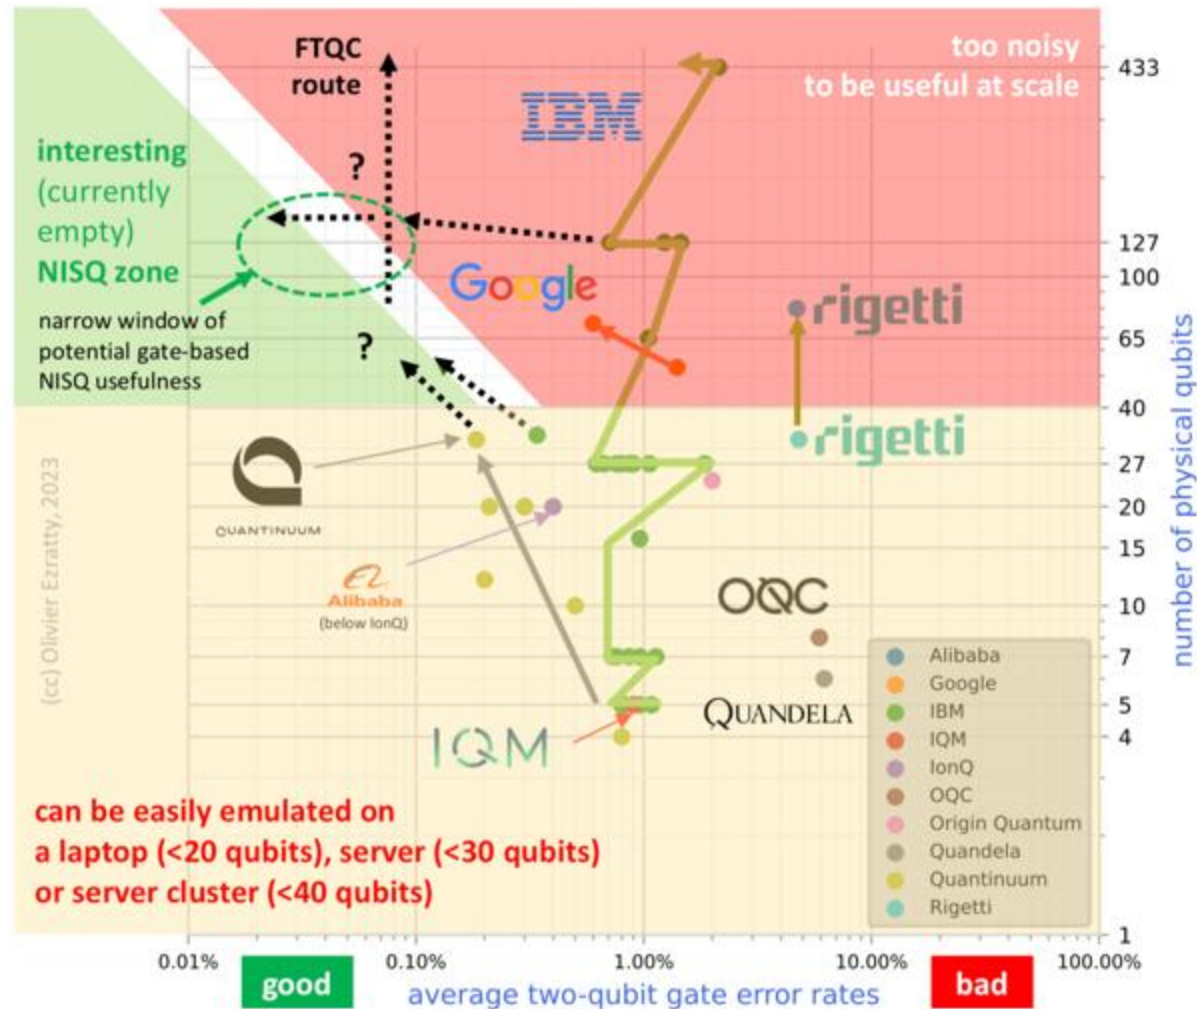 FTQC
route
too noisy
to be useful at scale
IBM
interesting
(currently
empty)
NISQ zone
?
Google
rigetti
narrow window of
potential gate-based
NISQ usefulness
?
rigetti
QUANTINUUM
Alibaba
(below IonQ)
OQC
QUANDELA
IQM
(cc) Olivier Ezratty, 2023
can be easily emulated on
a laptop (<20 qubits), server (<30 qubits)
or server cluster (<40 qubits)
Alibaba
Google
IBM
IQM
IonQ
OQC
Origin Quantum
Quandela
Quantinuum
Rigetti
433
127
100
65
40
27
20
15
10
7
5
4
1
number of physical qubits
0.01%
0.10%
1.00%
10.00%
100.00%
good
average two-qubit gate error rates
bad